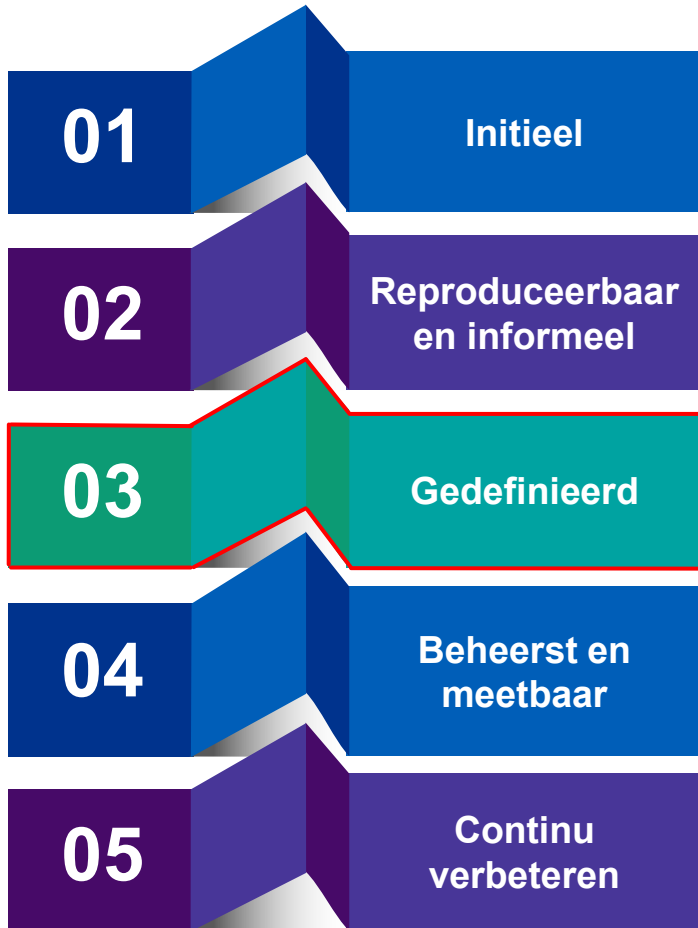 01
Initieel
02
Reproduceerbaar
en informeel
03
Gedefinieerd
04
Beheerst en
meetbaar
05
Continu
verbeteren